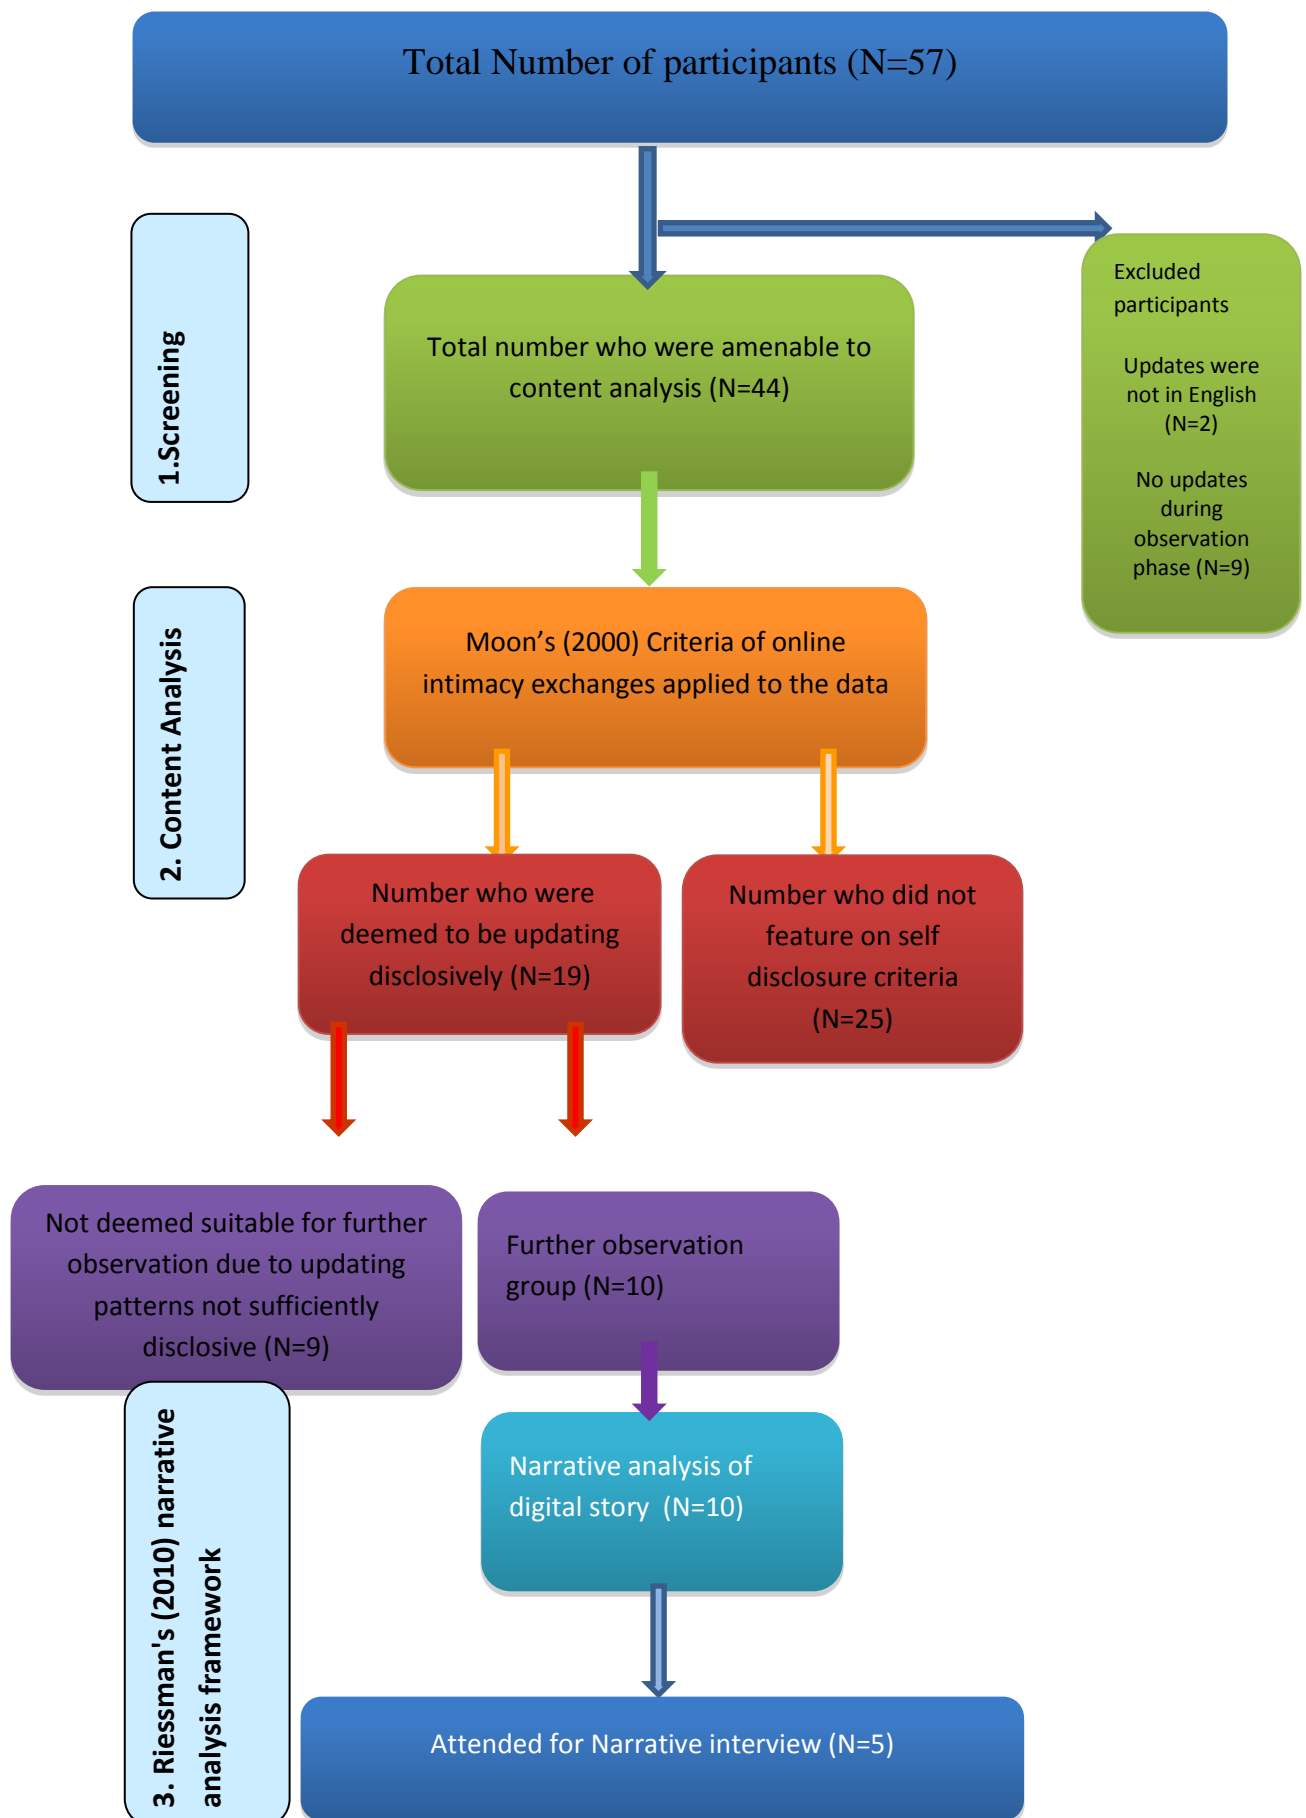 Total Number of participants (N=57)
1.Screening
Total number who were amenable to
content analysis (N=44)
Excluded
participants
Updates were
not in English
(N=2)
No updates
during
observation
phase (N=9)
2. Content Analysis
Moon’s (2000) Criteria of online
intimacy exchanges applied to the data
Number who were
deemed to be updating
disclosively (N=19)
Number who did not
feature on self
disclosure criteria
(N=25)
Not deemed suitable for further
observation due to updating
patterns not sufficiently
disclosive (N=9)
Further observation
group (N=10)
3. Riessman's (2010) narrative
analysis framework
Narrative analysis of
digital story (N=10)
Attended for Narrative interview (N=5)